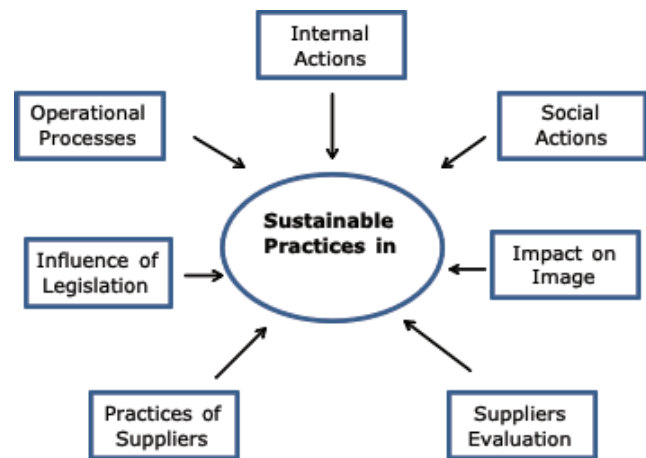 Internal
Actions
Operational
Processes
Social
Actions
Sustainable
Practices in
Influence of
Legislation
Impact on
Image
Practices of
Suppliers
Suppliers
Evaluation